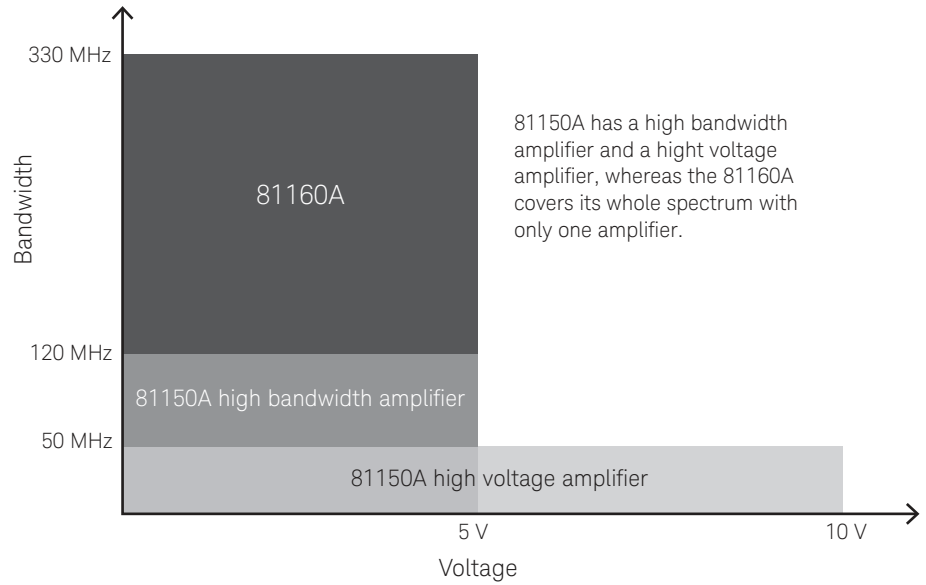 330 MHz
81150A has a high bandwidth
amplifier and a hight voltage
amplifier, whereas the 81160A
covers its whole spectrum with
only one amplifier.
Bandwidth
81160A
120 MHz
81150A high bandwidth amplifier
50 MHz
81150A high voltage amplifier
5 V
10 V
Voltage